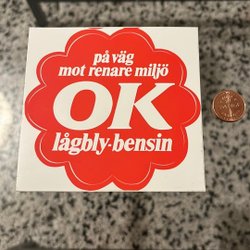 på väg
mot renare miljö
OK
lågbly-bensin